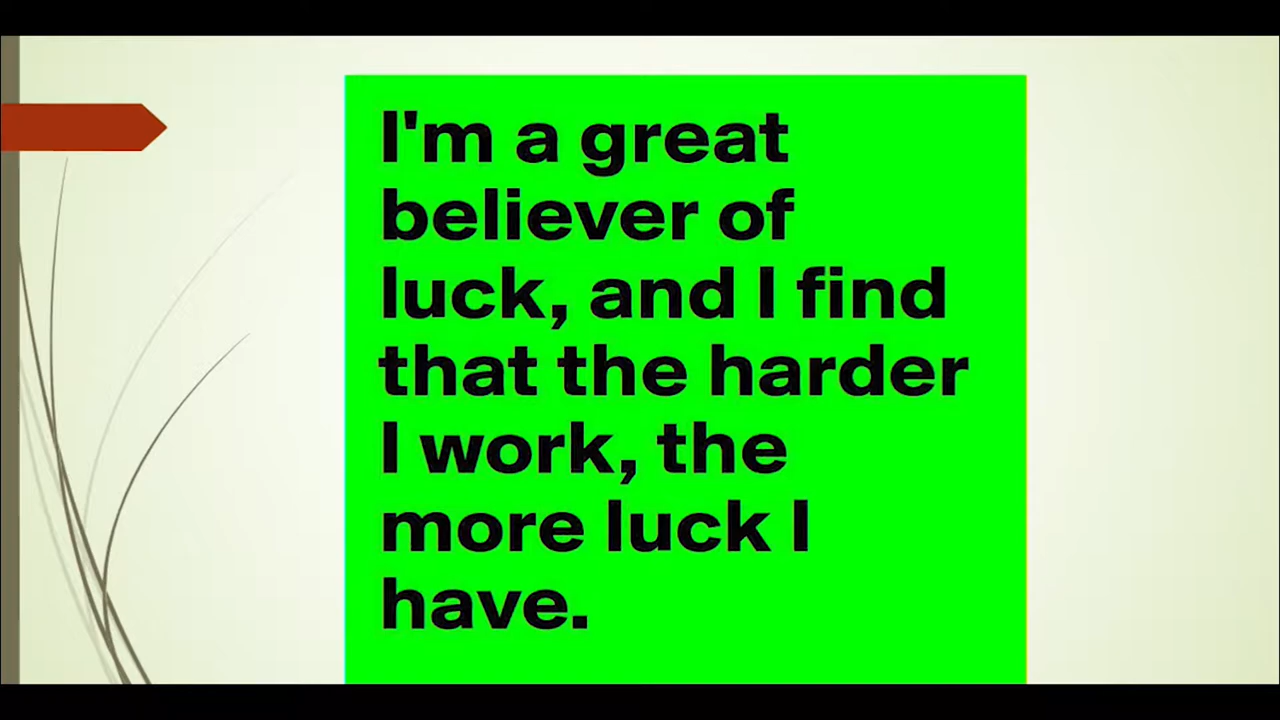 I'm a great
believer of
luck, and I find
that the harder
I work, the
more luck I
have.